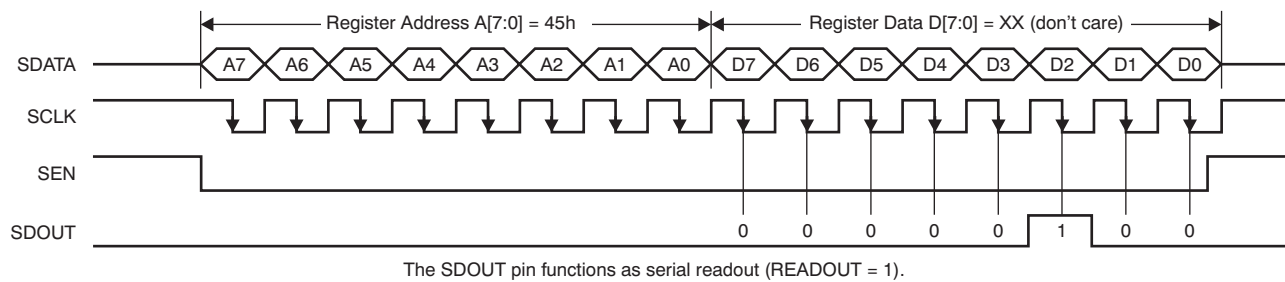 Register Address A[7:0] = 45h Register Data D[7:0] = XX (don't care)
SDATA A7 A6 A5 A4 A3 A2 A1 A0 D7 D6 D5 D4 D3 D2 D1 D0
SCLK
SEN
SDOUT 0 0 0 0 0 1 0 0
The SDOUT pin functions as serial readout (READOUT = 1).